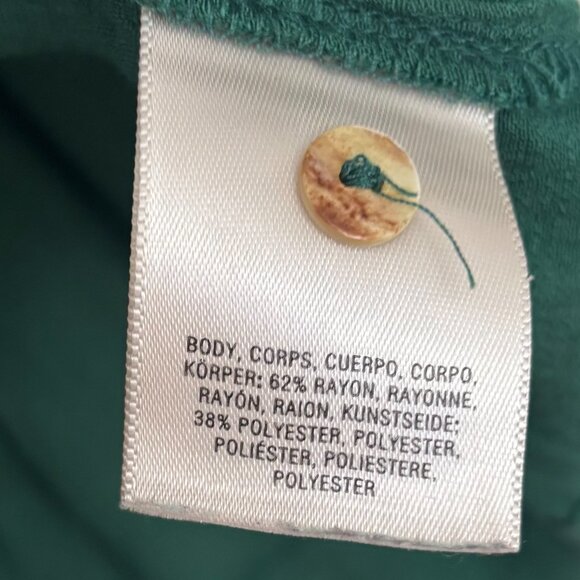 BODY, CORPS, CUERPO, CORPO,
KÖRPER: 62% RAYON, RAYONNE,
RAYÓN, RAION, KUNSTSEIDE;
38% POLYESTER, POLYESTER,
POLIÉSTER, POLIESTERE,
POLYESTER